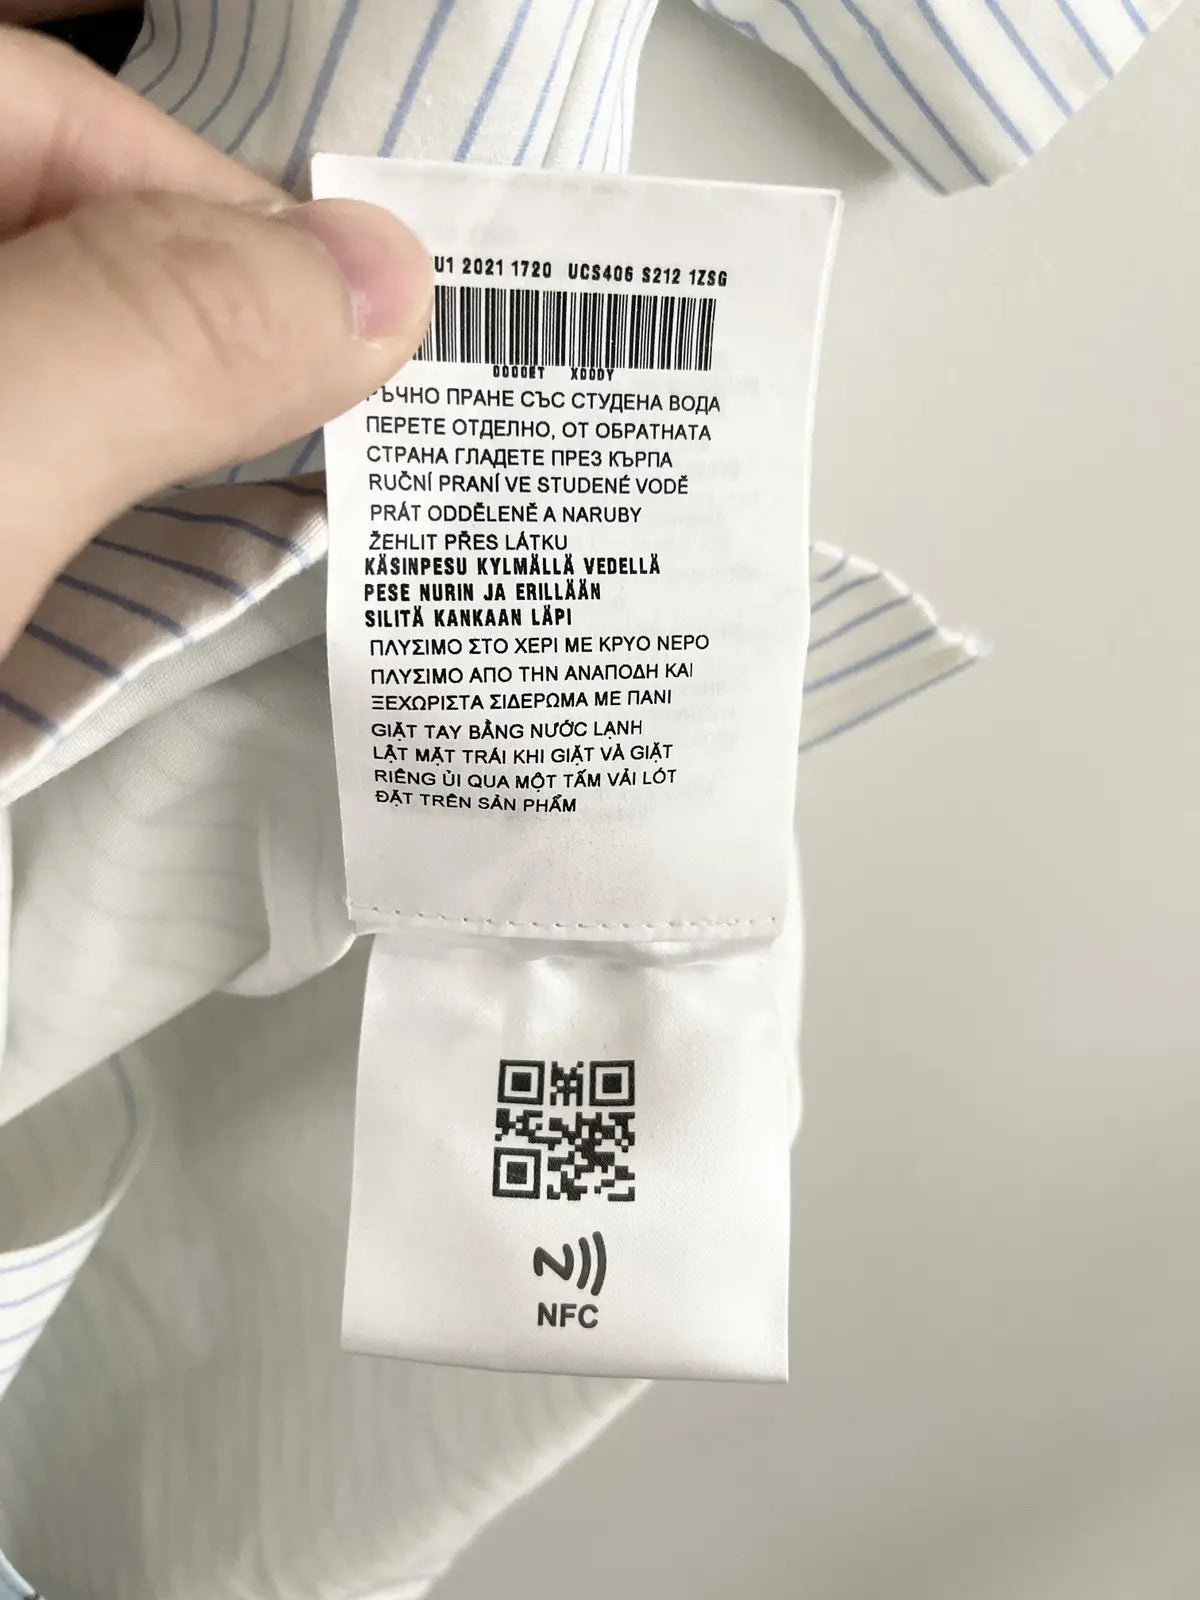 U1 2021 1720 UCS406 S212 1ZSG
0000ET X00DY
РЪЧНО ПРАНЕ СЪС СТУДЕНА ВОДА
ПЕРЕТЕ ОТДЕЛНО, ОТ ОБРАТНАТА
СТРАНА ГЛАДЕТЕ ПРЕЗ КЪРПА
RUČNÍ PRANÍ VE STUDENÉ VODĚ
PRÁT ODDĚLENĚ A NARUBY
ŽEHLIT PŘES LÁTKU
KÄSINPESU KYLMÄLLÄ VEDELLÄ
PESE NURIN JA ERILLÄÄN
SILITÄ KANKAAN LÄPI
ΠΛΥΣΙΜΟ ΣΤΟ ΧΕΡΙ ΜΕ ΚΡΥΟ ΝΕΡΟ
ΠΛΥΣΙΜΟ ΑΠΟ ΤΗΝ ΑΝΑΠΟΔΗ ΚΑΙ
ΞΕΧΩΡΙΣΤΑ ΣΙΔΕΡΩΜΑ ΜΕ ΠΑΝΙ
GIẶT TAY BẰNG NƯỚC LẠNH
LẬT MẶT TRÁI KHI GIẶT VÀ GIẶT
RIÊNG ỦI QUA MỘT TẤM VẢI LÓT
ĐẶT TRÊN SẢN PHẨM
NFC